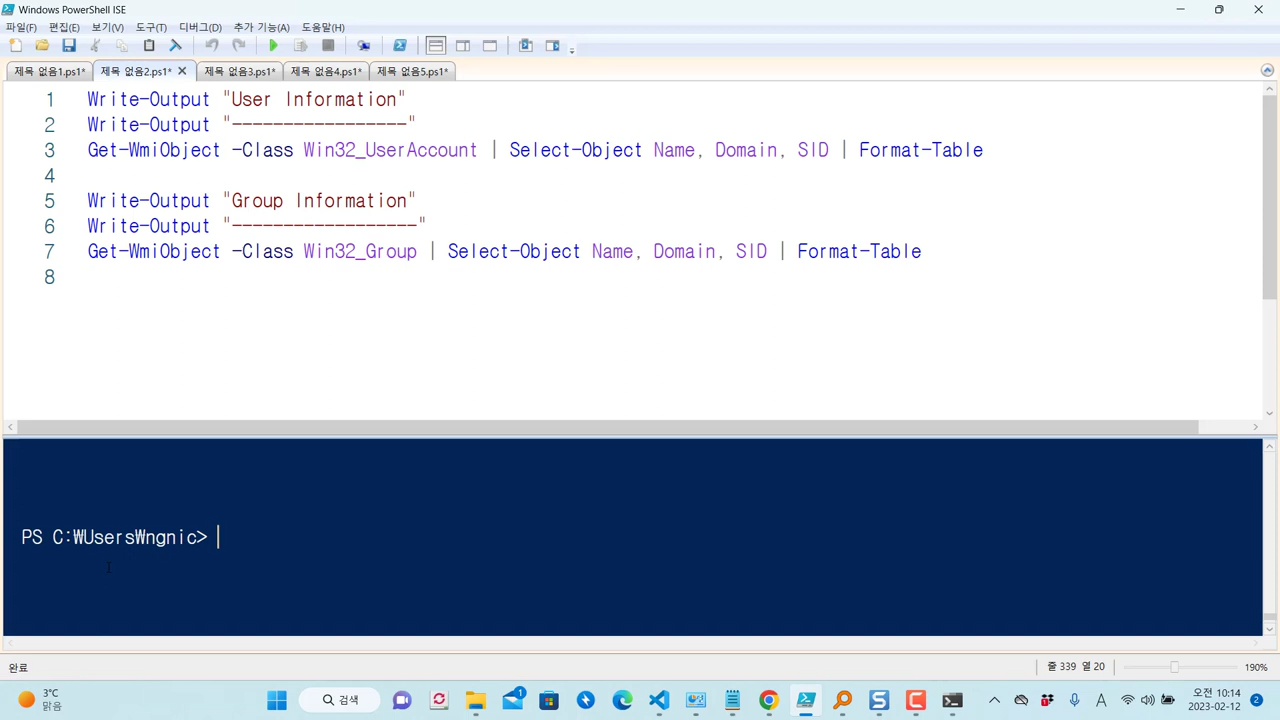 Windows PowerShell ISE
파일(F) 편집(E) 보기(V) 도구(T) 디버그(D) 추가 기능(A) 도움말(H)
제목 없음1.ps1* 제목 없음2.ps1* 제목 없음3.ps1* 제목 없음4.ps1* 제목 없음5.ps1*
1 Write-Output "User Information"
2 Write-Output "-----------------"
3 Get-WmiObject -Class Win32_UserAccount | Select-Object Name, Domain, SID | Format-Table
4
5 Write-Output "Group Information"
6 Write-Output "------------------"
7 Get-WmiObject -Class Win32_Group | Select-Object Name, Domain, SID | Format-Table
8
PS C:₩Users₩ngnic>
완료 줄 339 열 20 190%
3°C
맑음
검색
1
1
A
오전 10:14
2023-02-12
2